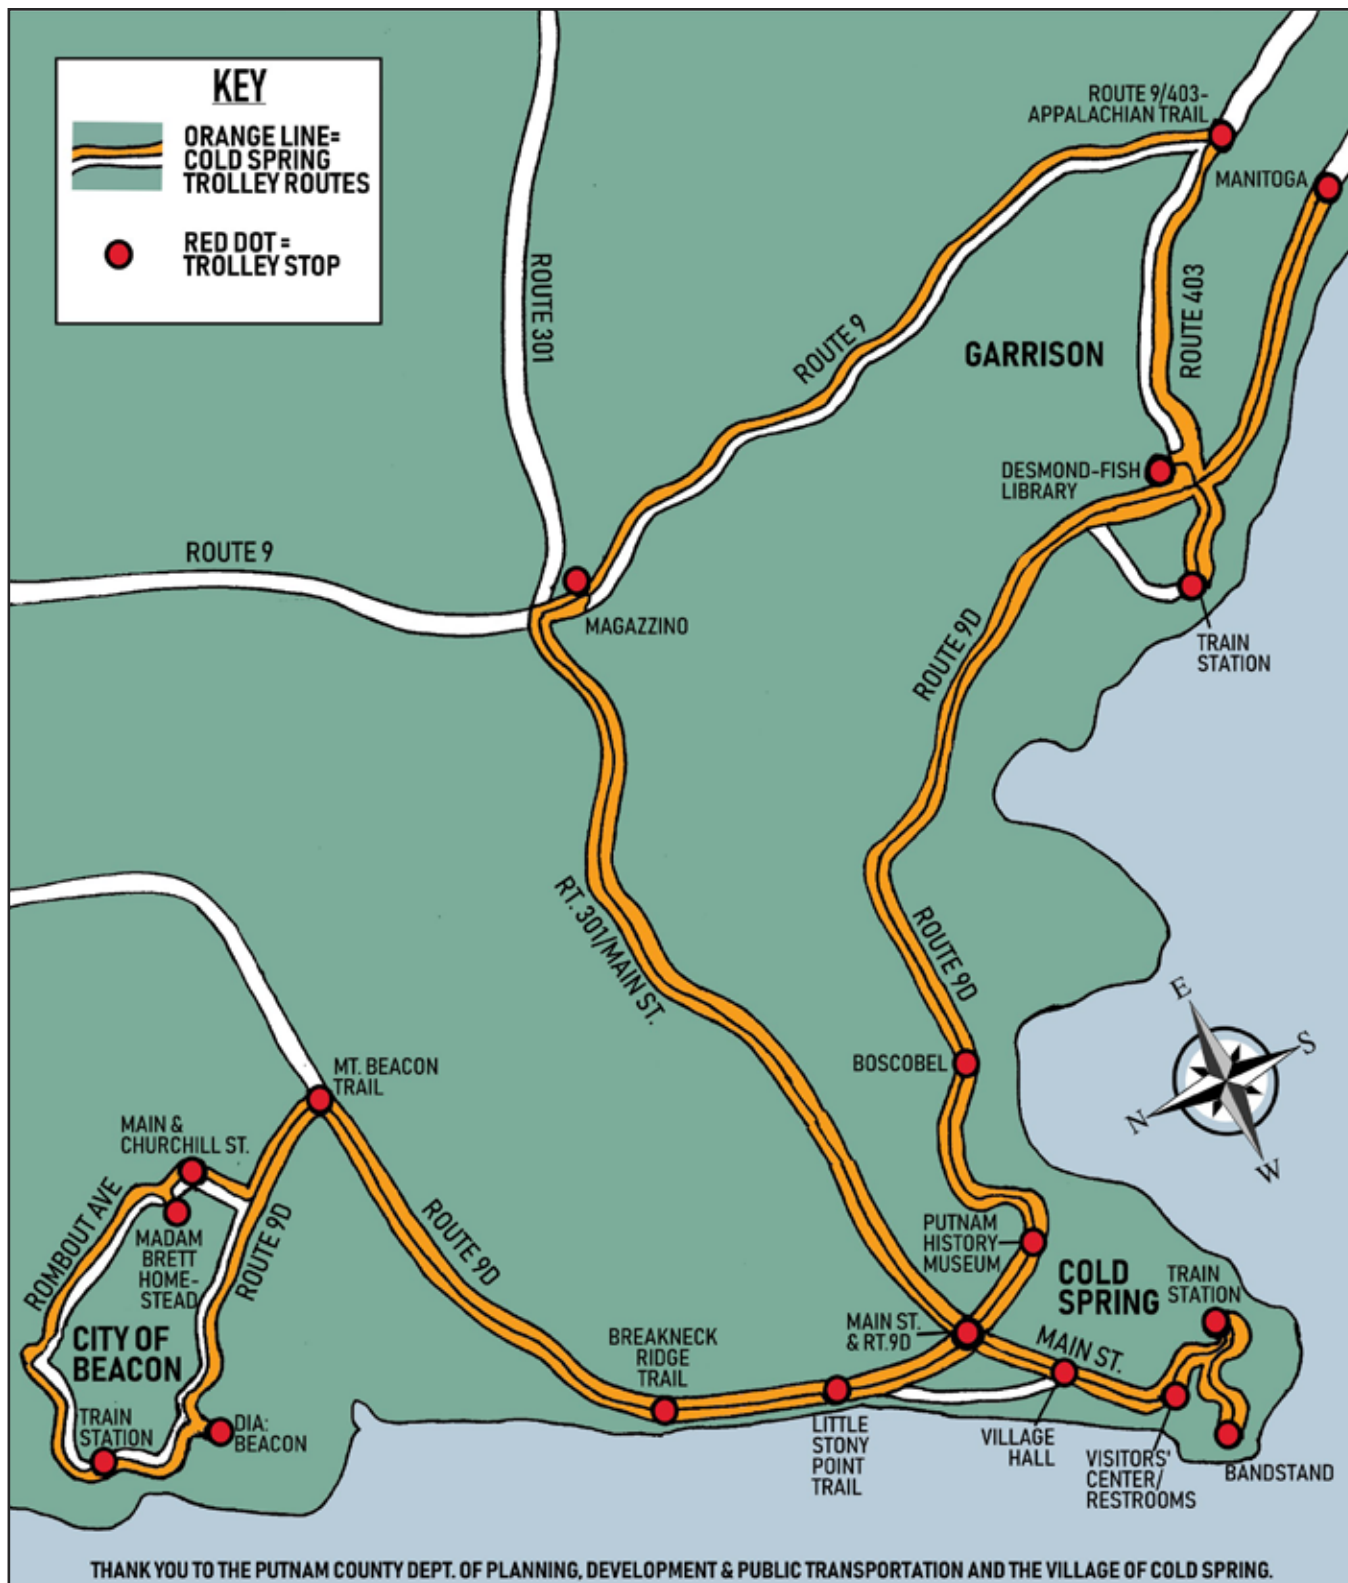 KEY
ORANGE LINE=
COLD SPRING
TROLLEY ROUTES
RED DOT =
TROLLEY STOP
ROUTE 9/403-
APPALACHIAN TRAIL
MANITOGA
ROUTE 301
ROUTE 403
ROUTE 9
GARRISON
DESMOND-FISH
LIBRARY
ROUTE 9
MAGAZZINO
ROUTE 9D
TRAIN
STATION
RT. 301/MAIN ST.
ROUTE 9D
E
S
N
W
BOSCOBEL
MT. BEACON
TRAIL
MAIN &
CHURCHILL ST.
ROMBOUT AVE
MADAM
BRETT
HOME-
STEAD
ROUTE 9D
ROUTE 9D
PUTNAM
HISTORY
MUSEUM
COLD
SPRING
TRAIN
STATION
CITY OF
BEACON
BREAKNECK
RIDGE
TRAIL
MAIN ST.
& RT.9D
MAIN ST.
TRAIN
STATION
DIA:
BEACON
LITTLE
STONY
POINT
TRAIL
VILLAGE
HALL
VISITORS'
CENTER/
RESTROOMS
BANDSTAND
THANK YOU TO THE PUTNAM COUNTY DEPT. OF PLANNING, DEVELOPMENT & PUBLIC TRANSPORTATION AND THE VILLAGE OF COLD SPRING.